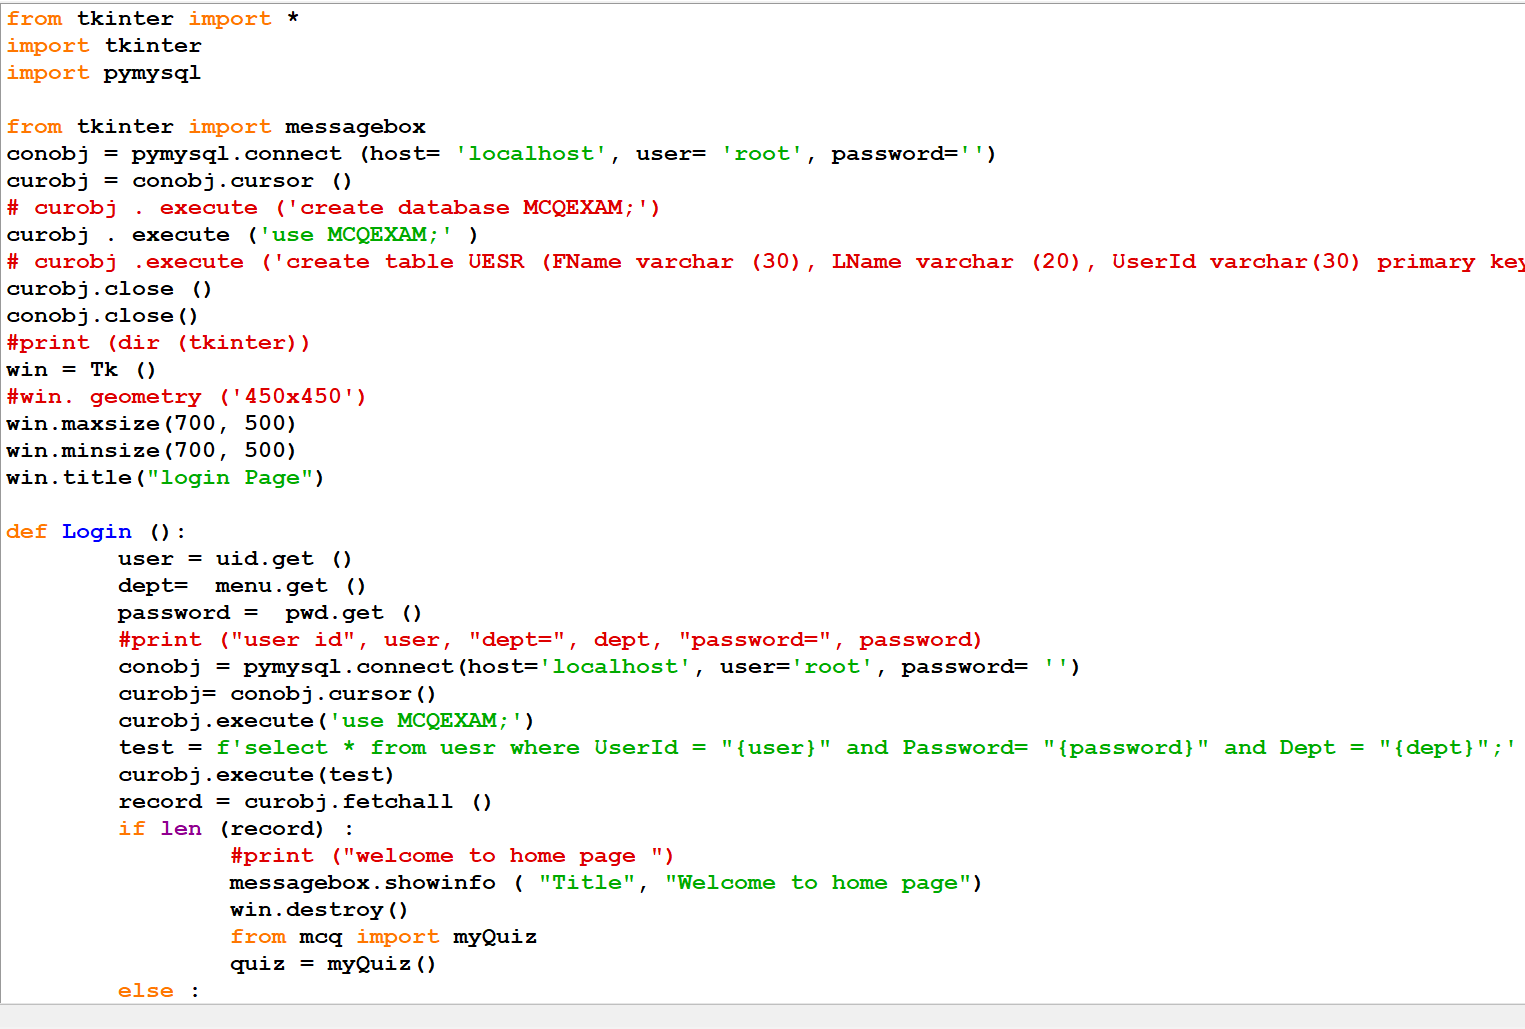 from tkinter import *
import tkinter
import pymysql

from tkinter import messagebox
conobj = pymysql.connect (host= 'localhost', user= 'root', password='')
curobj = conobj.cursor ()
# curobj . execute ('create database MCQEXAM;')
curobj . execute ('use MCQEXAM;' )
# curobj .execute ('create table UESR (FName varchar (30), LName varchar (20), UserId varchar(30) primary key
curobj.close ()
conobj.close()
#print (dir (tkinter))
win = Tk ()
#win. geometry ('450x450')
win.maxsize(700, 500)
win.minsize(700, 500)
win.title("login Page")

def Login ():
        user = uid.get ()
        dept=  menu.get ()
        password =  pwd.get ()
        #print ("user id", user, "dept=", dept, "password=", password)
        conobj = pymysql.connect(host='localhost', user='root', password= '')
        curobj= conobj.cursor()
        curobj.execute('use MCQEXAM;')
        test = f'select * from uesr where UserId = "{user}" and Password= "{password}" and Dept = "{dept}";'
        curobj.execute(test)
        record = curobj.fetchall ()
        if len (record) :
                #print ("welcome to home page ")
                messagebox.showinfo ( "Title", "Welcome to home page")
                win.destroy()
                from mcq import myQuiz
                quiz = myQuiz()
        else :